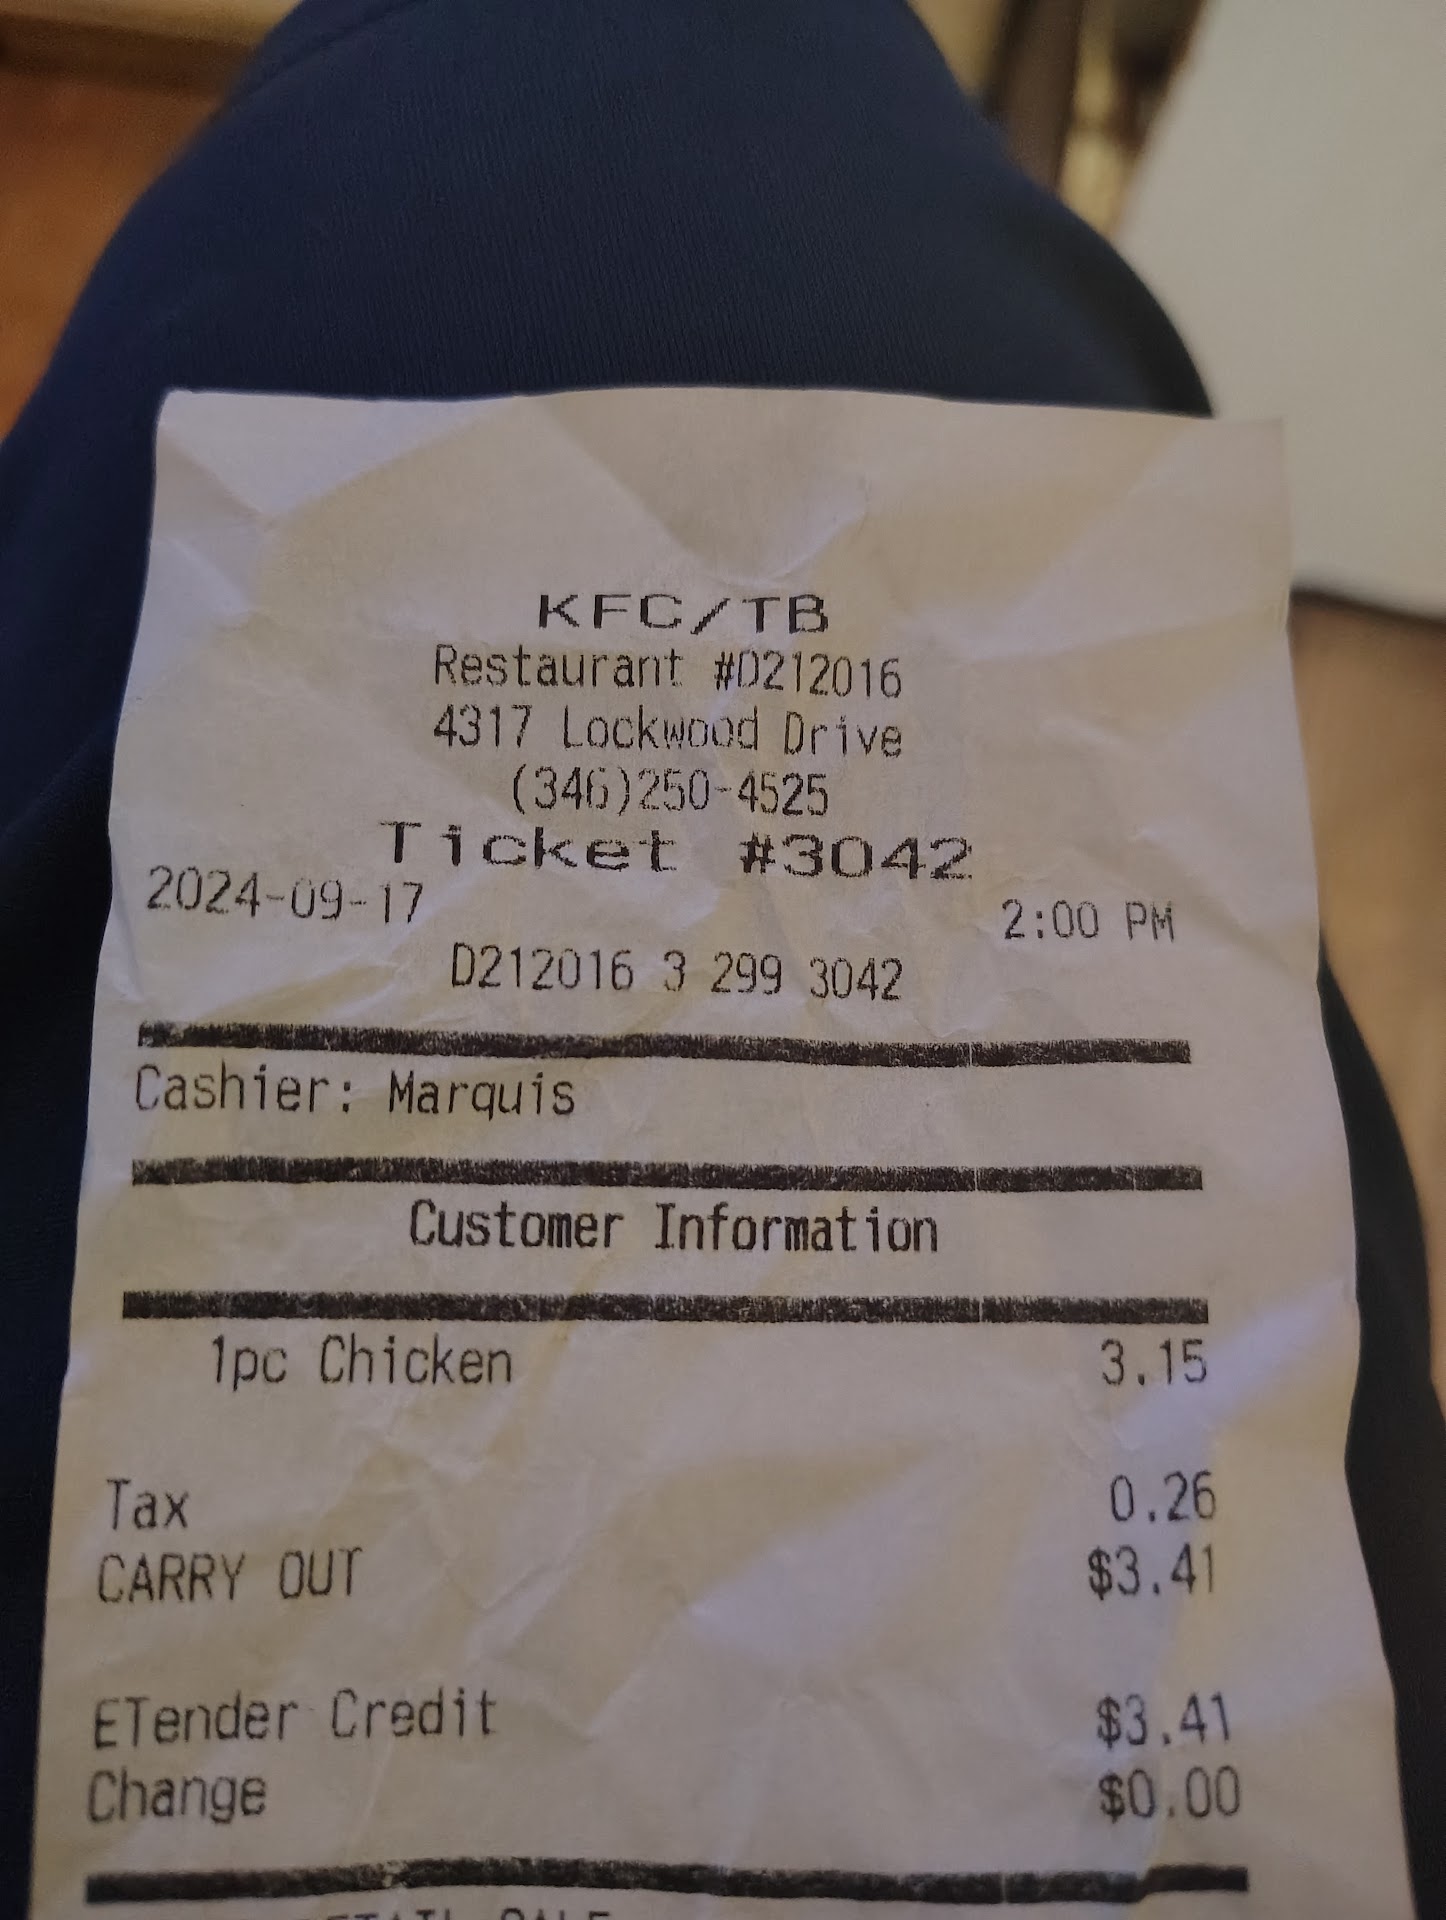 KFC/TB
Restaurant #D212016
4317 Lockwood Drive
(346)250-4525
Ticket #3042
2024-09-17 2:00 PM
D212016 3 299 3042
Cashier: Marquis
Customer Information
1pc Chicken 3.15
Tax 0.26
CARRY OUT $3.41
ETender Credit $3.41
Change $0.00